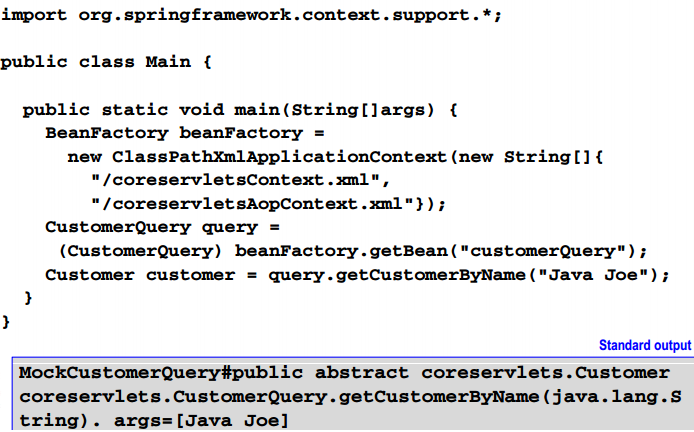 import org.springframework.context.support.*;
public class Main {
public static void main(String[]args) {
BeanFactory beanFactory =
new ClassPathXmlApplicationContext(new String[]{
"/coreservletsContext.xml",
"/coreservletsAopContext.xml"});
CustomerQuery query =
(CustomerQuery) beanFactory.getBean("customerQuery");
Customer customer = query.getCustomerByName("Java Joe");
}
}
Standard output
MockCustomerQuery#public abstract coreservlets.Customer
coreservlets.CustomerQuery.getCustomerByName(java.lang.S
tring). args=[Java Joe]